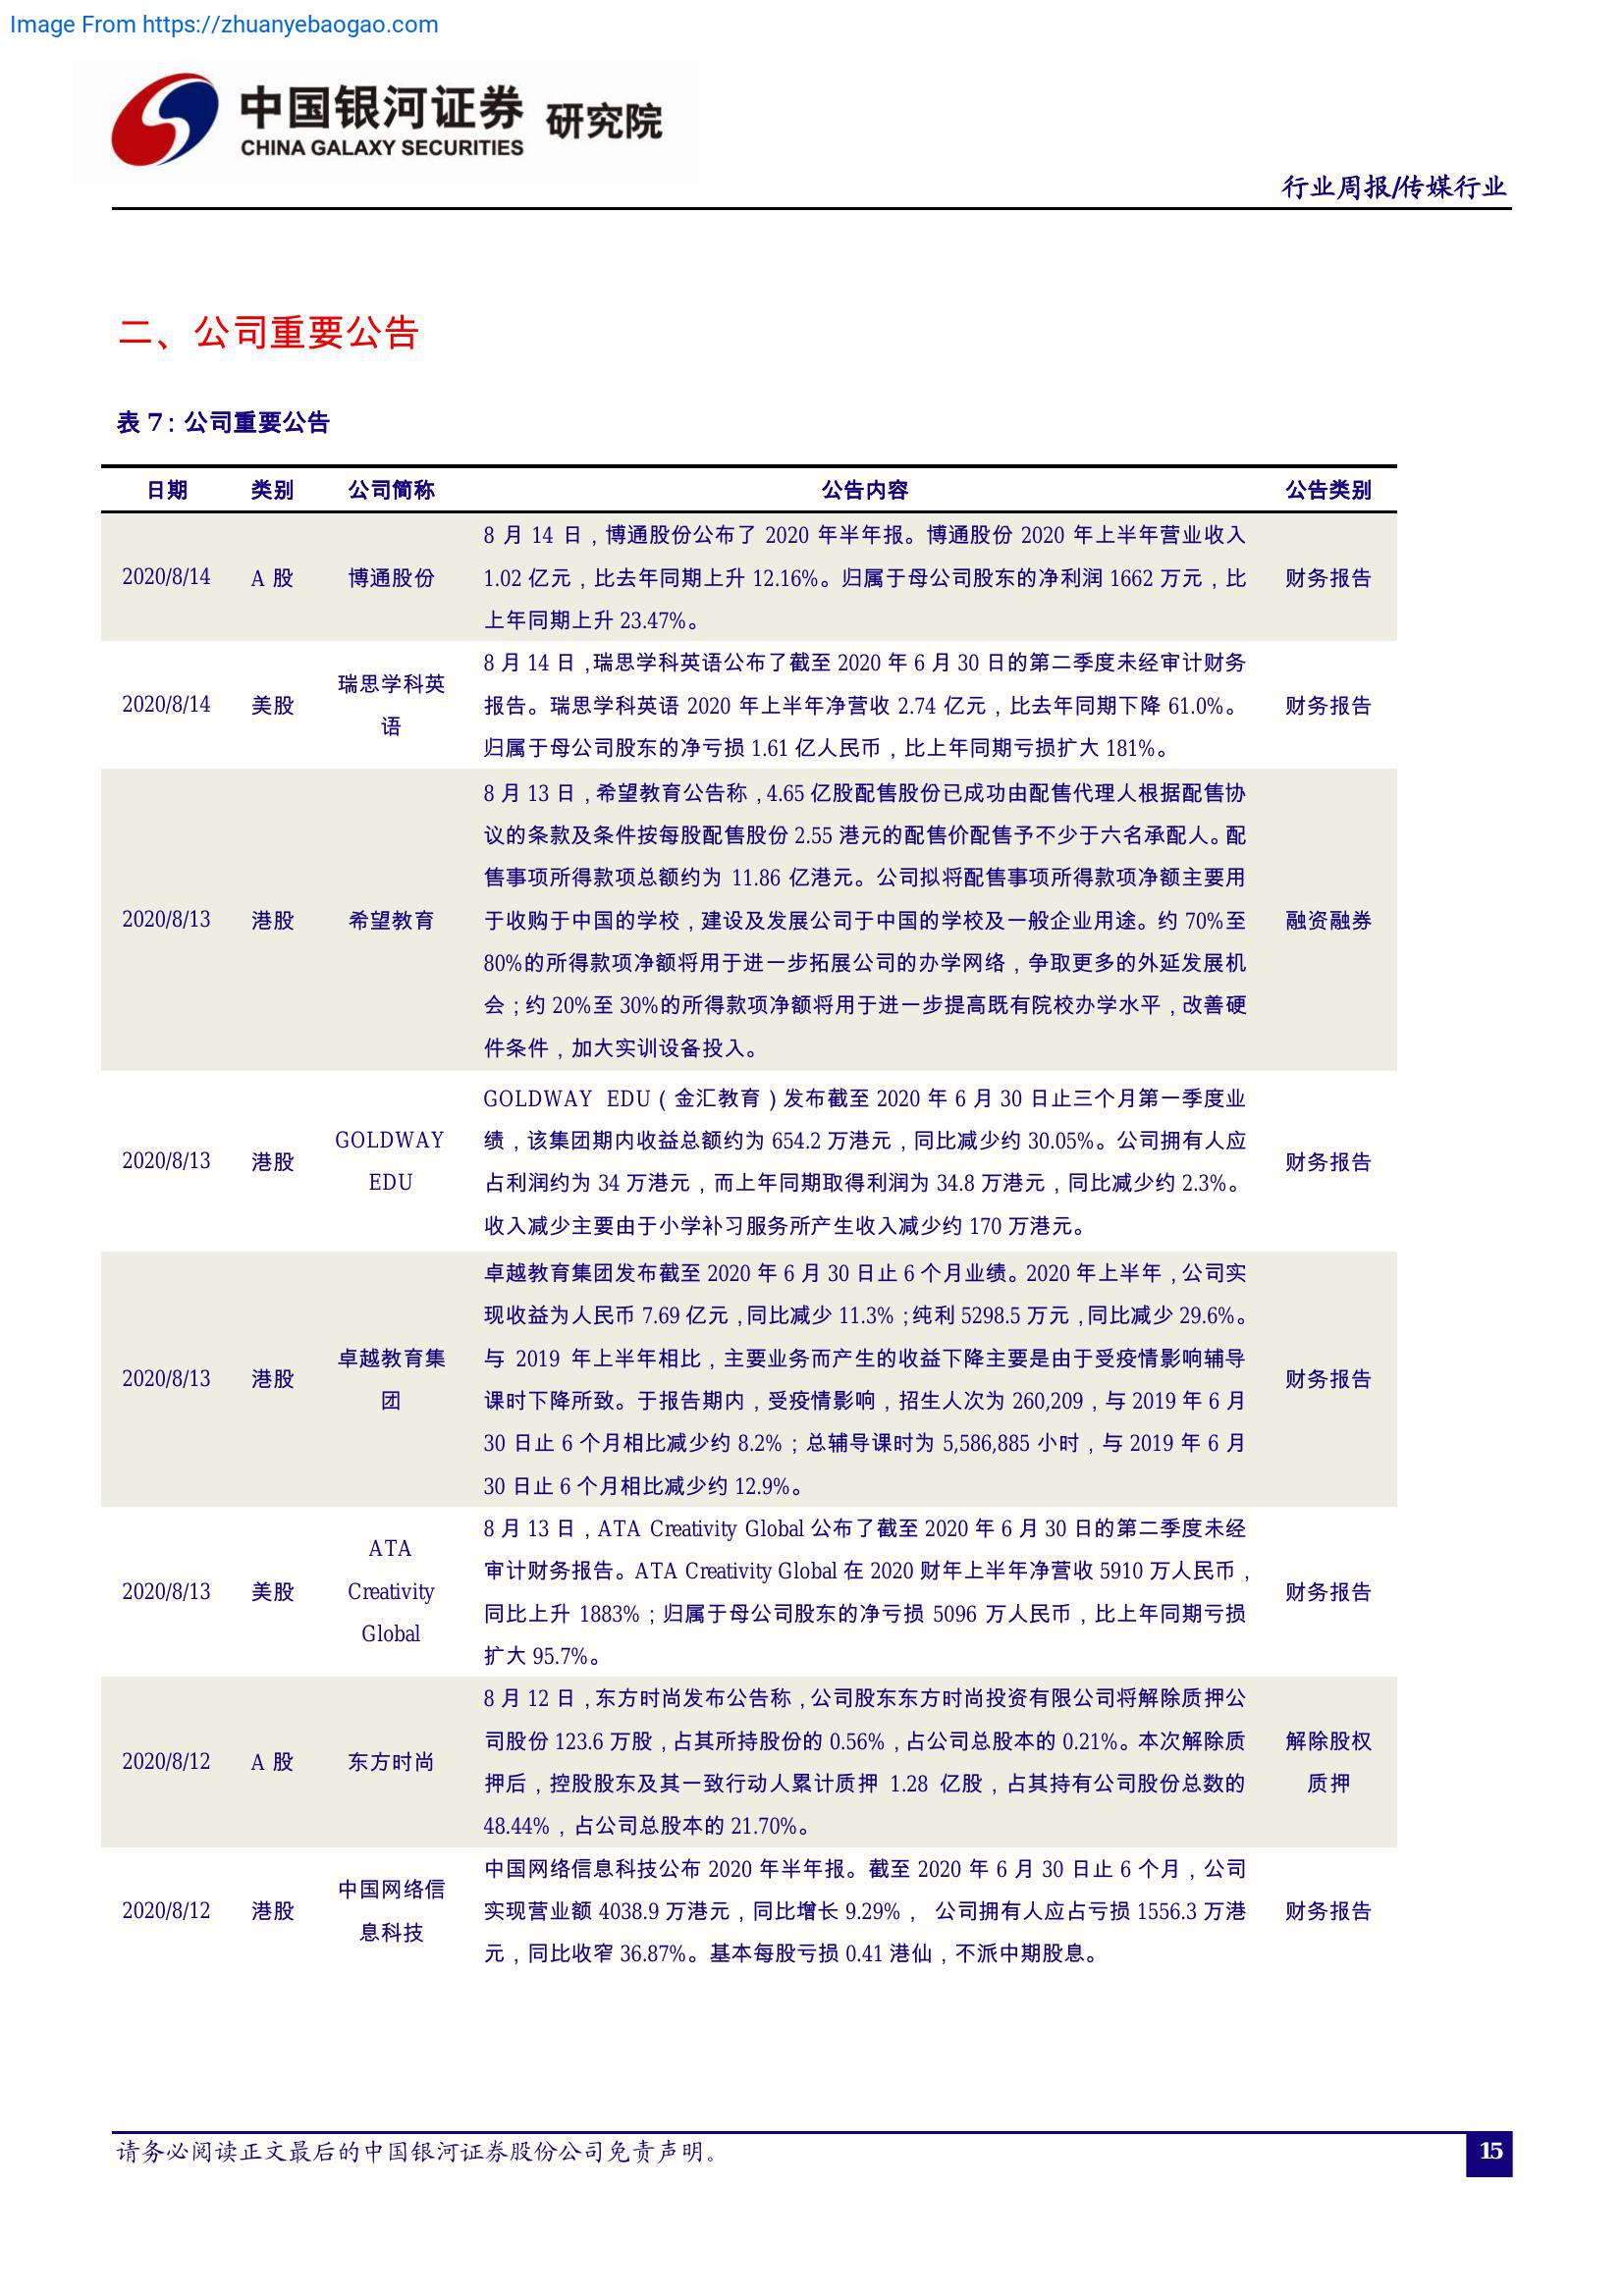 Image From https://zhuanyebaogao.com
中国银河证券 研究院
CHINA GALAXY SECURITIES
行业周报/传媒行业
二、公司重要公告
表 7：公司重要公告
日期 类别 公司简称 公告内容 公告类别
2020/8/14 A 股 博通股份
8 月 14 日，博通股份公布了 2020 年半年报。博通股份 2020 年上半年营业收入
1.02 亿元，比去年同期上升 12.16%。归属于母公司股东的净利润 1662 万元，比
上年同期上升 23.47%。
财务报告
2020/8/14 美股
瑞思学科英
语
8 月 14 日，瑞思学科英语公布了截至 2020 年 6 月 30 日的第二季度未经审计财务
报告。瑞思学科英语 2020 年上半年净营收 2.74 亿元，比去年同期下降 61.0%。
归属于母公司股东的净亏损 1.61 亿人民币，比上年同期亏损扩大 181%。
财务报告
2020/8/13 港股 希望教育
8 月 13 日，希望教育公告称，4.65 亿股配售股份已成功由配售代理人根据配售协
议的条款及条件按每股配售股份 2.55 港元的配售价配售予不少于六名承配人。配
售事项所得款项总额约为 11.86 亿港元。公司拟将配售事项所得款项净额主要用
于收购于中国的学校，建设及发展公司于中国的学校及一般企业用途。约 70%至
80%的所得款项净额将用于进一步拓展公司的办学网络，争取更多的外延发展机
会；约 20%至 30%的所得款项净额将用于进一步提高既有院校办学水平，改善硬
件条件，加大实训设备投入。
融资融券
2020/8/13 港股
GOLDWAY
EDU
GOLDWAY EDU（金汇教育）发布截至 2020 年 6 月 30 日止三个月第一季度业
绩，该集团期内收益总额约为 654.2 万港元，同比减少约 30.05%。公司拥有人应
占利润约为 34 万港元，而上年同期取得利润为 34.8 万港元，同比减少约 2.3%。
收入减少主要由于小学补习服务所产生收入减少约 170 万港元。
财务报告
2020/8/13 港股
卓越教育集
团
卓越教育集团发布截至 2020 年 6 月 30 日止 6 个月业绩。2020 年上半年，公司实
现收益为人民币 7.69 亿元，同比减少 11.3%；纯利 5298.5 万元，同比减少 29.6%。
与 2019 年上半年相比，主要业务而产生的收益下降主要是由于受疫情影响辅导
课时下降所致。于报告期内，受疫情影响，招生人次为 260,209，与 2019 年 6 月
30 日止 6 个月相比减少约 8.2%；总辅导课时为 5,586,885 小时，与 2019 年 6 月
30 日止 6 个月相比减少约 12.9%。
财务报告
2020/8/13 美股
ATA
Creativity
Global
8 月 13 日，ATA Creativity Global 公布了截至 2020 年 6 月 30 日的第二季度未经
审计财务报告。ATA Creativity Global 在 2020 财年上半年净营收 5910 万人民币，
同比上升 1883%；归属于母公司股东的净亏损 5096 万人民币，比上年同期亏损
扩大 95.7%。
财务报告
2020/8/12 A 股 东方时尚
8 月 12 日，东方时尚发布公告称，公司股东东方时尚投资有限公司将解除质押公
司股份 123.6 万股，占其所持股份的 0.56%，占公司总股本的 0.21%。本次解除质
押后，控股股东及其一致行动人累计质押 1.28 亿股，占其持有公司股份总数的
48.44%，占公司总股本的 21.70%。
解除股权
质押
2020/8/12 港股
中国网络信
息科技
中国网络信息科技公布 2020 年半年报。截至 2020 年 6 月 30 日止 6 个月，公司
实现营业额 4038.9 万港元，同比增长 9.29%， 公司拥有人应占亏损 1556.3 万港
元，同比收窄 36.87%。基本每股亏损 0.41 港仙，不派中期股息。
财务报告
请务必阅读正文最后的中国银河证券股份公司免责声明。
15